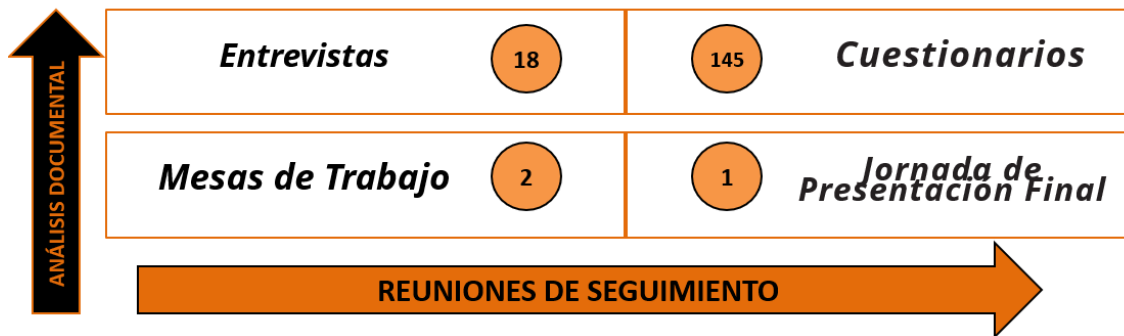 ANÁLISIS DOCUMENTAL
Entrevistas
18
145
Cuestionarios
Mesas de Trabajo
2
1
Jornada de
Presentación Final
REUNIONES DE SEGUIMIENTO